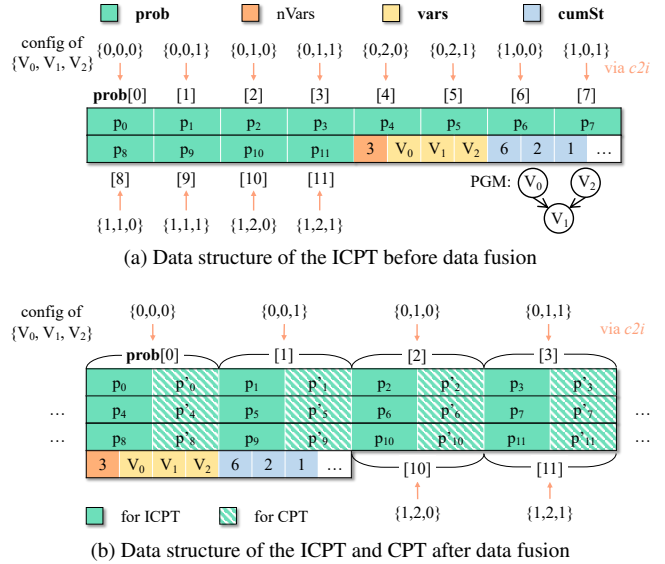 prob nVars vars cumSt
config of {V₀, V₁, V₂} {0,0,0} {0,0,1} {0,1,0} {0,1,1} {0,2,0} {0,2,1} {1,0,0} {1,0,1}
via c2i
prob[0] [1] [2] [3] [4] [5] [6] [7]
p₀ p₁ p₂ p₃ p₄ p₅ p₆ p₇
p₈ p₉ p₁₀ p₁₁ 3 V₀ V₁ V₂ 6 2 1 ...
[8] [9] [10] [11] PGM: V₀ V₂
V₁
{1,1,0} {1,1,1} {1,2,0} {1,2,1}
(a) Data structure of the ICPT before data fusion
config of {V₀, V₁, V₂} {0,0,0} {0,0,1} {0,1,0} {0,1,1}
via c2i
prob[0] [1] [2] [3]
p₀ p'₀ p₁ p'₁ p₂ p'₂ p₃ p'₃
... p₄ p'₄ p₅ p'₅ p₆ p'₆ p₇ p'₇ ...
... p₈ p'₈ p₉ p'₉ p₁₀ p'₁₀ p₁₁ p'₁₁ ...
3 V₀ V₁ V₂ 6 2 1 ...
[10] [11]
for ICPT for CPT {1,2,0} {1,2,1}
(b) Data structure of the ICPT and CPT after data fusion